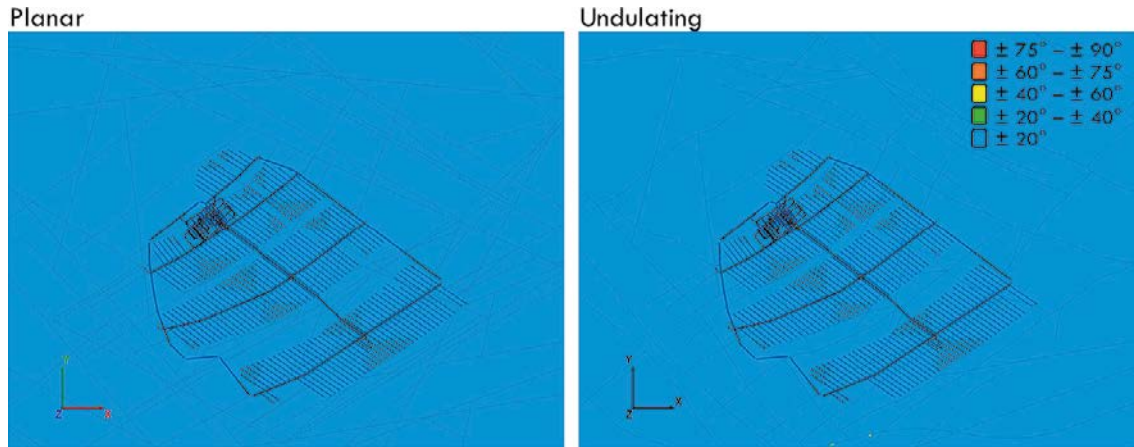 Planar
Undulating
± 75° – ± 90°
± 60° – ± 75°
± 40° – ± 60°
± 20° – ± 40°
± 20°
Y
Z X
Y
Z X